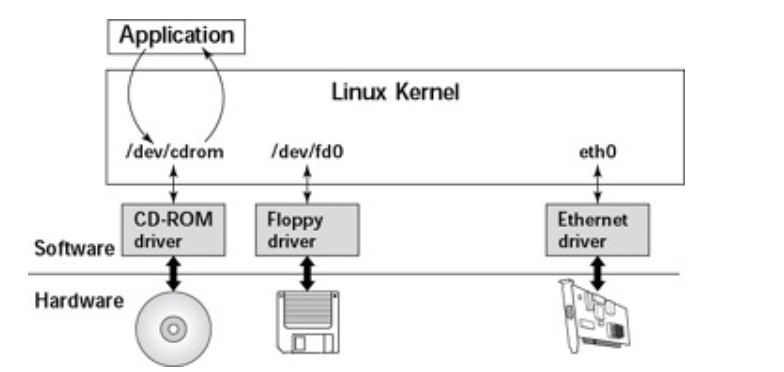 Application
Linux Kernel
/dev/cdrom
/dev/fd0
eth0
CD-ROM
driver
Floppy
driver
Ethernet
driver
Software
Hardware